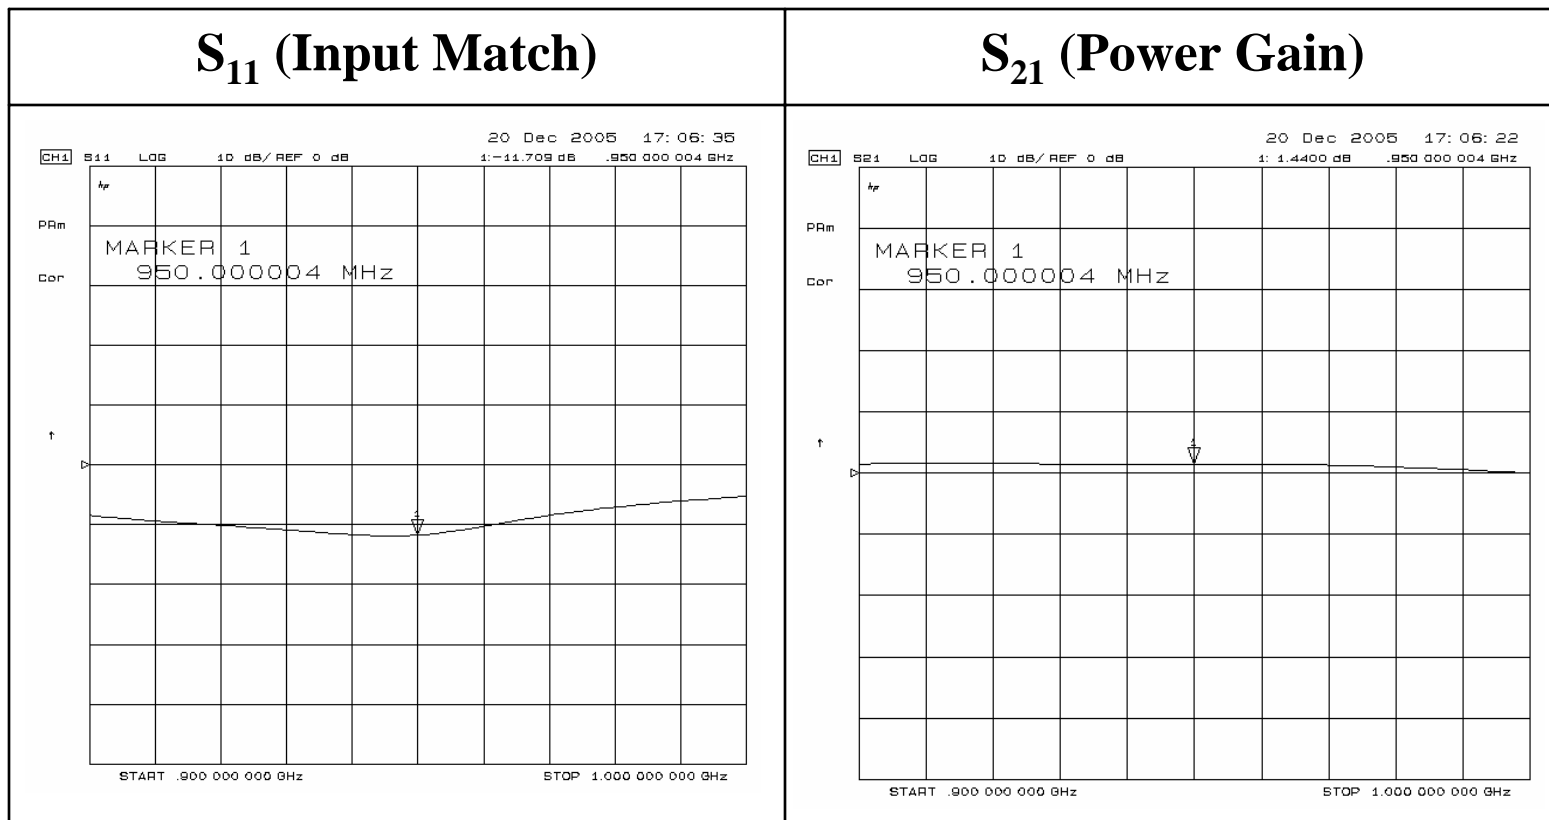 S11 (Input Match)
S21 (Power Gain)
20 Dec 2005 17:06:35
CH1 S11 LOG 10 dB/ REF 0 dB 1:-11.709 dB .950 000 004 GHz
hp
PRm
MARKER 1
950.000004 MHz
Cor
↑
1
START .900 000 000 GHz STOP 1.000 000 000 GHz
20 Dec 2005 17:06:22
CH1 S21 LOG 10 dB/ REF 0 dB 1: 1.4400 dB .950 000 004 GHz
hp
PRm
MARKER 1
950.000004 MHz
Cor
↑
1
START .900 000 000 GHz STOP 1.000 000 000 GHz